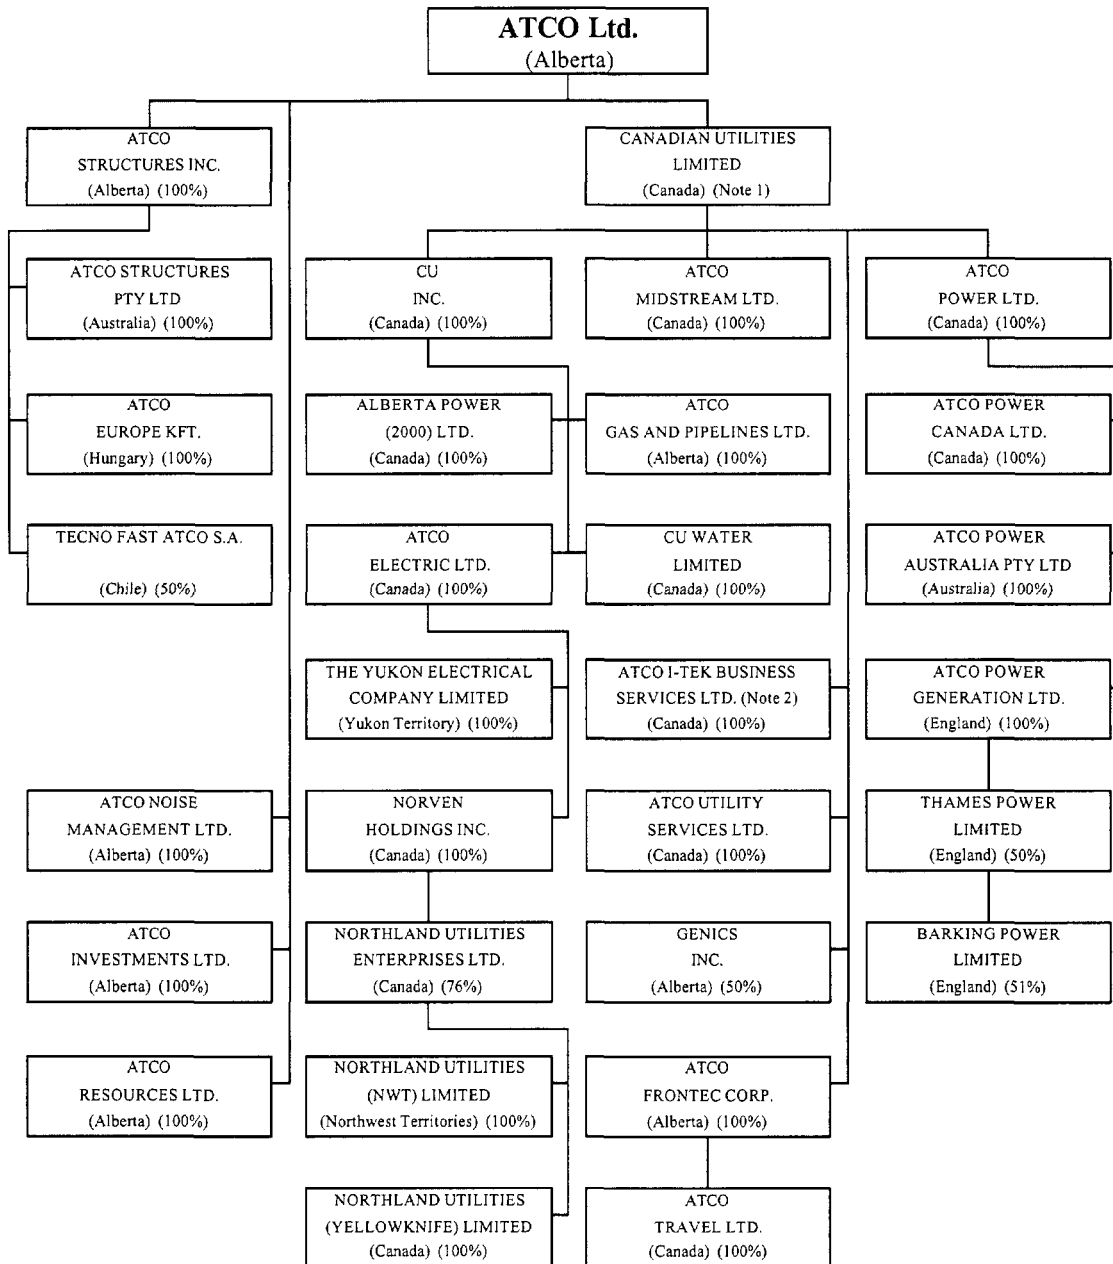 ATCO Ltd.
(Alberta)
ATCO
STRUCTURES INC.
(Alberta) (100%)
CANADIAN UTILITIES
LIMITED
(Canada) (Note 1)
ATCO STRUCTURES
PTY LTD
(Australia) (100%)
CU
INC.
(Canada) (100%)
ATCO
MIDSTREAM LTD.
(Canada) (100%)
ATCO
POWER LTD.
(Canada) (100%)
ATCO
EUROPE KFT.
(Hungary) (100%)
ALBERTA POWER
(2000) LTD.
(Canada) (100%)
ATCO
GAS AND PIPELINES LTD.
(Alberta) (100%)
ATCO POWER
CANADA LTD.
(Canada) (100%)
TECNO FAST ATCO S.A.
(Chile) (50%)
ATCO
ELECTRIC LTD.
(Canada) (100%)
CU WATER
LIMITED
(Canada) (100%)
ATCO POWER
AUSTRALIA PTY LTD
(Australia) (100%)
THE YUKON ELECTRICAL
COMPANY LIMITED
(Yukon Territory) (100%)
ATCO I-TEK BUSINESS
SERVICES LTD. (Note 2)
(Canada) (100%)
ATCO POWER
GENERATION LTD.
(England) (100%)
ATCO NOISE
MANAGEMENT LTD.
(Alberta) (100%)
NORVEN
HOLDINGS INC.
(Canada) (100%)
ATCO UTILITY
SERVICES LTD.
(Canada) (100%)
THAMES POWER
LIMITED
(England) (50%)
ATCO
INVESTMENTS LTD.
(Alberta) (100%)
NORTHLAND UTILITIES
ENTERPRISES LTD.
(Canada) (76%)
GENICS
INC.
(Alberta) (50%)
BARKING POWER
LIMITED
(England) (51%)
ATCO
RESOURCES LTD.
(Alberta) (100%)
NORTHLAND UTILITIES
(NWT) LIMITED
(Northwest Territories) (100%)
ATCO
FRONTEC CORP.
(Alberta) (100%)
NORTHLAND UTILITIES
(YELLOWKNIFE) LIMITED
(Canada) (100%)
ATCO
TRAVEL LTD.
(Canada) (100%)